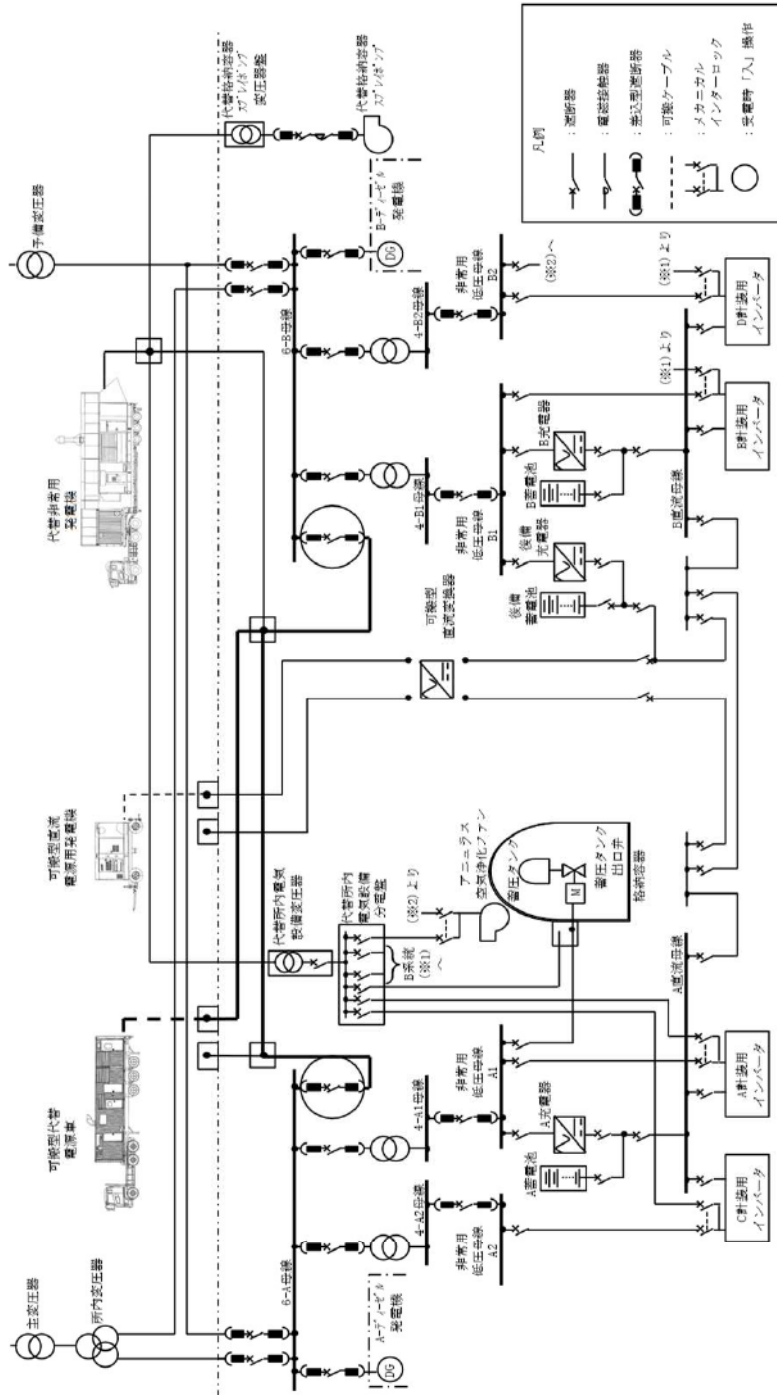 主変圧器
所内変圧器
可搬型代替
電源車
可搬型直流
電源用発電機
代替非常用
発電機
予備変圧器
代替格納容器
スプレイポンプ
変圧器盤
代替格納容器
スプレイポンプ
6-A母線
A-ディーゼル
発電機
DG
4-A2母線
4-A1母線
非常用
低圧母線
A2
非常用
低圧母線
A1
A充電器
A蓄電池
A直流母線
C計装用
インバータ
A計装用
インバータ
代替所内電気
設備変圧器
代替所内
電気設備
分電盤
B系統
(※1)
へ
(※2)より
アニュラス
空気浄化ファン
蓄圧タンク
蓄圧タンク
出口弁
格納容器
M
可搬型
直流変換器
6-B母線
B-ディーゼル
発電機
DG
4-B1母線
4-B2母線
非常用
低圧母線
B1
非常用
低圧母線
B2
(※2)へ
後備
充電器
後備
蓄電池
B充電器
B蓄電池
B直流母線
(※1)より
(※1)より
B計装用
インバータ
D計装用
インバータ
凡例
：遮断器
：電磁接触器
：差込型遮断器
：可搬ケーブル
：メカニカル
インターロック
：受電時「入」操作